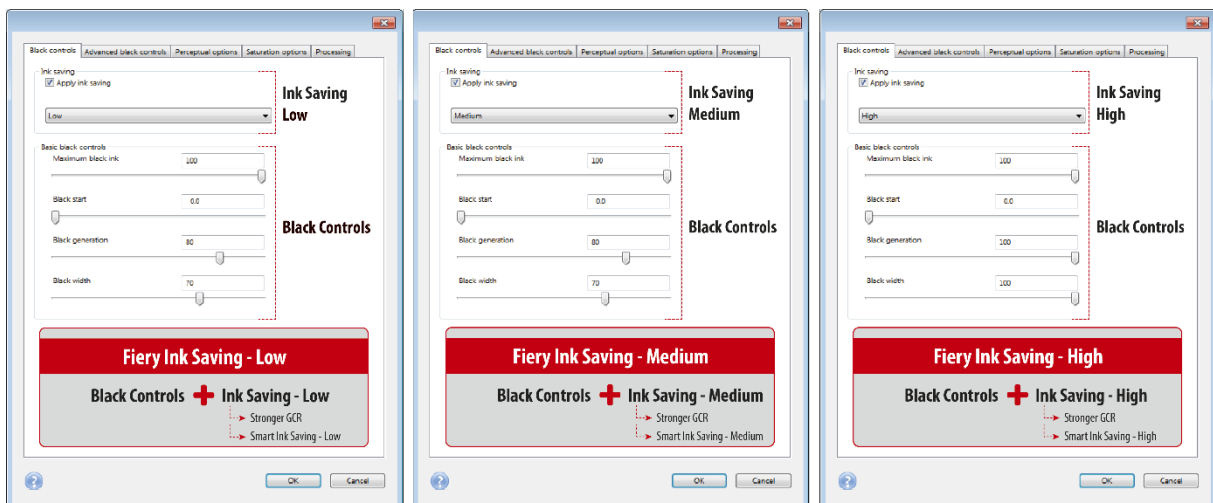 Black controls
Advanced black controls
Perceptual options
Saturation options
Processing
Ink saving
Apply ink saving
Low
Ink Saving
Low
Basic black controls
Maximum black ink
100
Black start
0.0
Black generation
80
Black width
70
Black Controls
Fiery Ink Saving - Low
Black Controls + Ink Saving - Low
Stronger GCR
Smart Ink Saving - Low
?
OK
Cancel
Black controls
Advanced black controls
Perceptual options
Saturation options
Processing
Ink saving
Apply ink saving
Medium
Ink Saving
Medium
Basic black controls
Maximum black ink
100
Black start
0.0
Black generation
80
Black width
70
Black Controls
Fiery Ink Saving - Medium
Black Controls + Ink Saving - Medium
Stronger GCR
Smart Ink Saving - Medium
?
OK
Cancel
Black controls
Advanced black controls
Perceptual options
Saturation options
Processing
Ink saving
Apply ink saving
High
Ink Saving
High
Basic black controls
Maximum black ink
100
Black start
0.0
Black generation
100
Black width
100
Black Controls
Fiery Ink Saving - High
Black Controls + Ink Saving - High
Stronger GCR
Smart Ink Saving - High
?
OK
Cancel